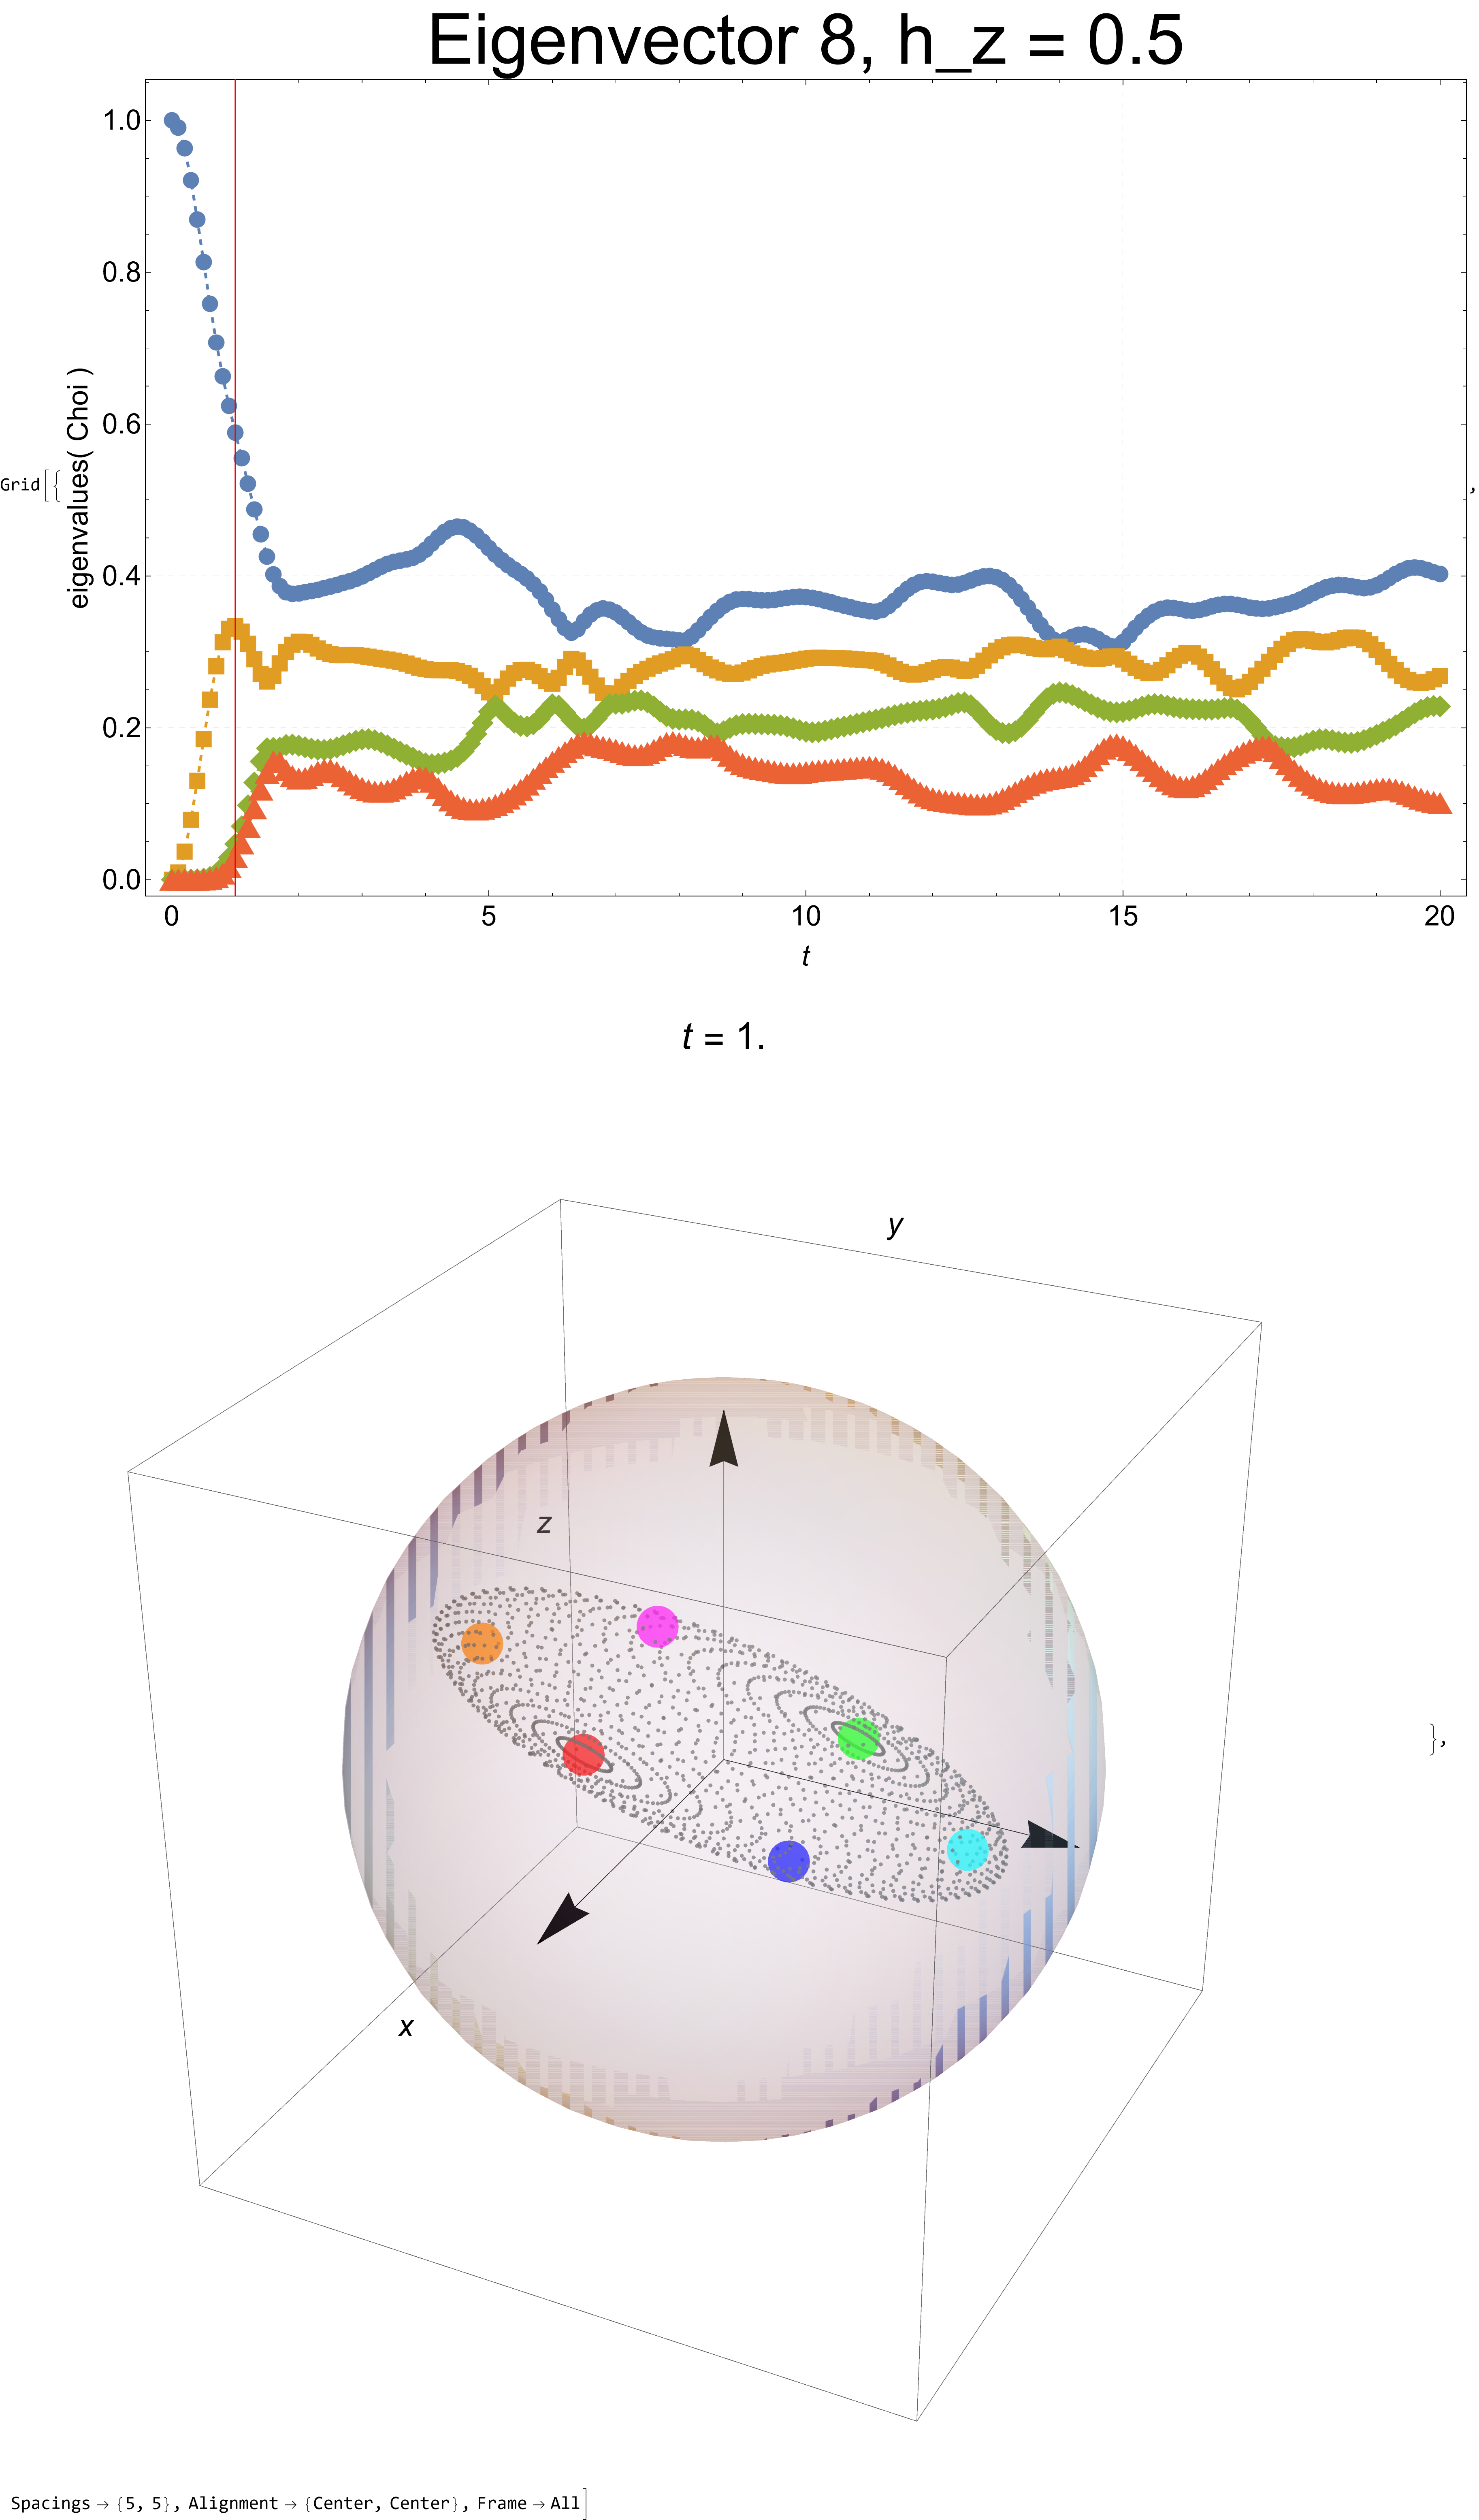 Eigenvector 8, h_z = 0.5
1.0
0.8
0.6
0.4
0.2
0.0
eigenvalues( Choi )
Grid[{
,
0 5 10 15 20
t
t = 1.
y
z
x
},
Spacings → {5, 5}, Alignment → {Center, Center}, Frame → All]